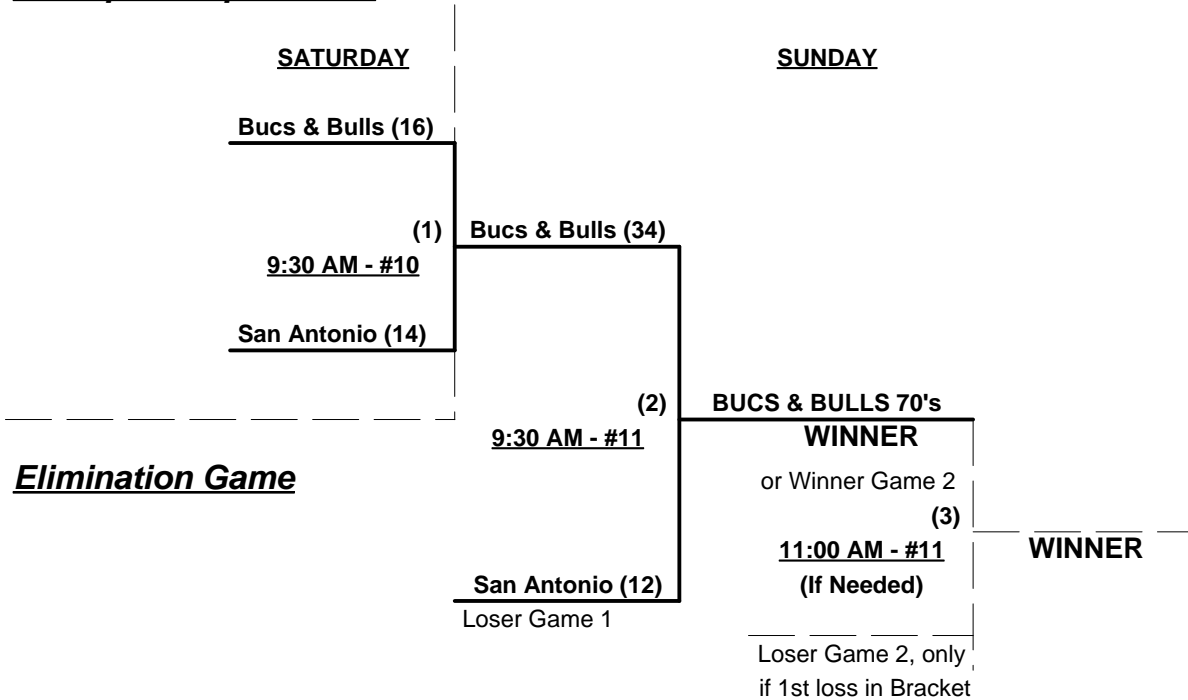 SATURDAY
SUNDAY
Bucs & Bulls (16)
(1)
Bucs & Bulls (34)
9:30 AM - #10
San Antonio (14)
(2)
BUCS & BULLS 70's
9:30 AM - #11
WINNER
Elimination Game
or Winner Game 2
(3)
11:00 AM - #11
WINNER
San Antonio (12)
(If Needed)
Loser Game 1
Loser Game 2, only
if 1st loss in Bracket